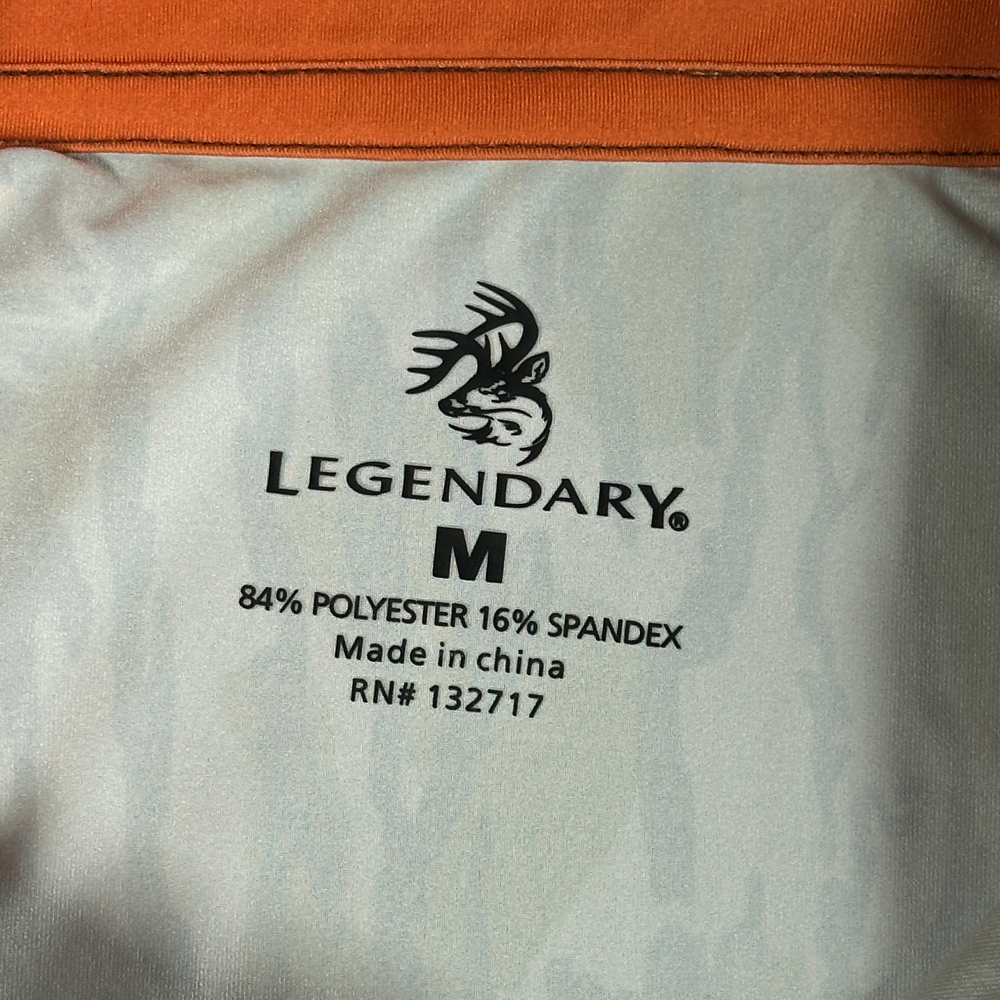 LEGENDARY®
M
84% POLYESTER 16% SPANDEX
Made in china
RN# 132717